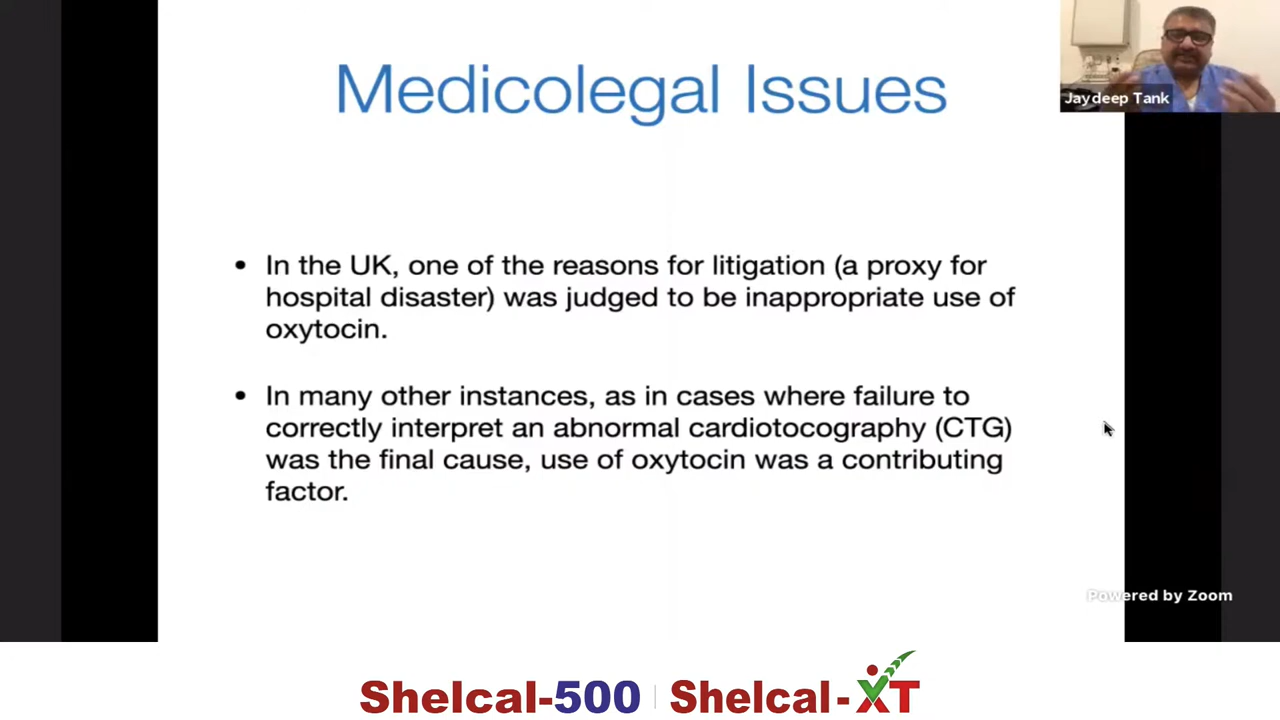 Medicolegal Issues
Jaydeep Tank
• In the UK, one of the reasons for litigation (a proxy for
hospital disaster) was judged to be inappropriate use of
oxytocin.
• In many other instances, as in cases where failure to
correctly interpret an abnormal cardiotocography (CTG)
was the final cause, use of oxytocin was a contributing
factor.
Powered by Zoom
Shelcal-500 | Shelcal-XT